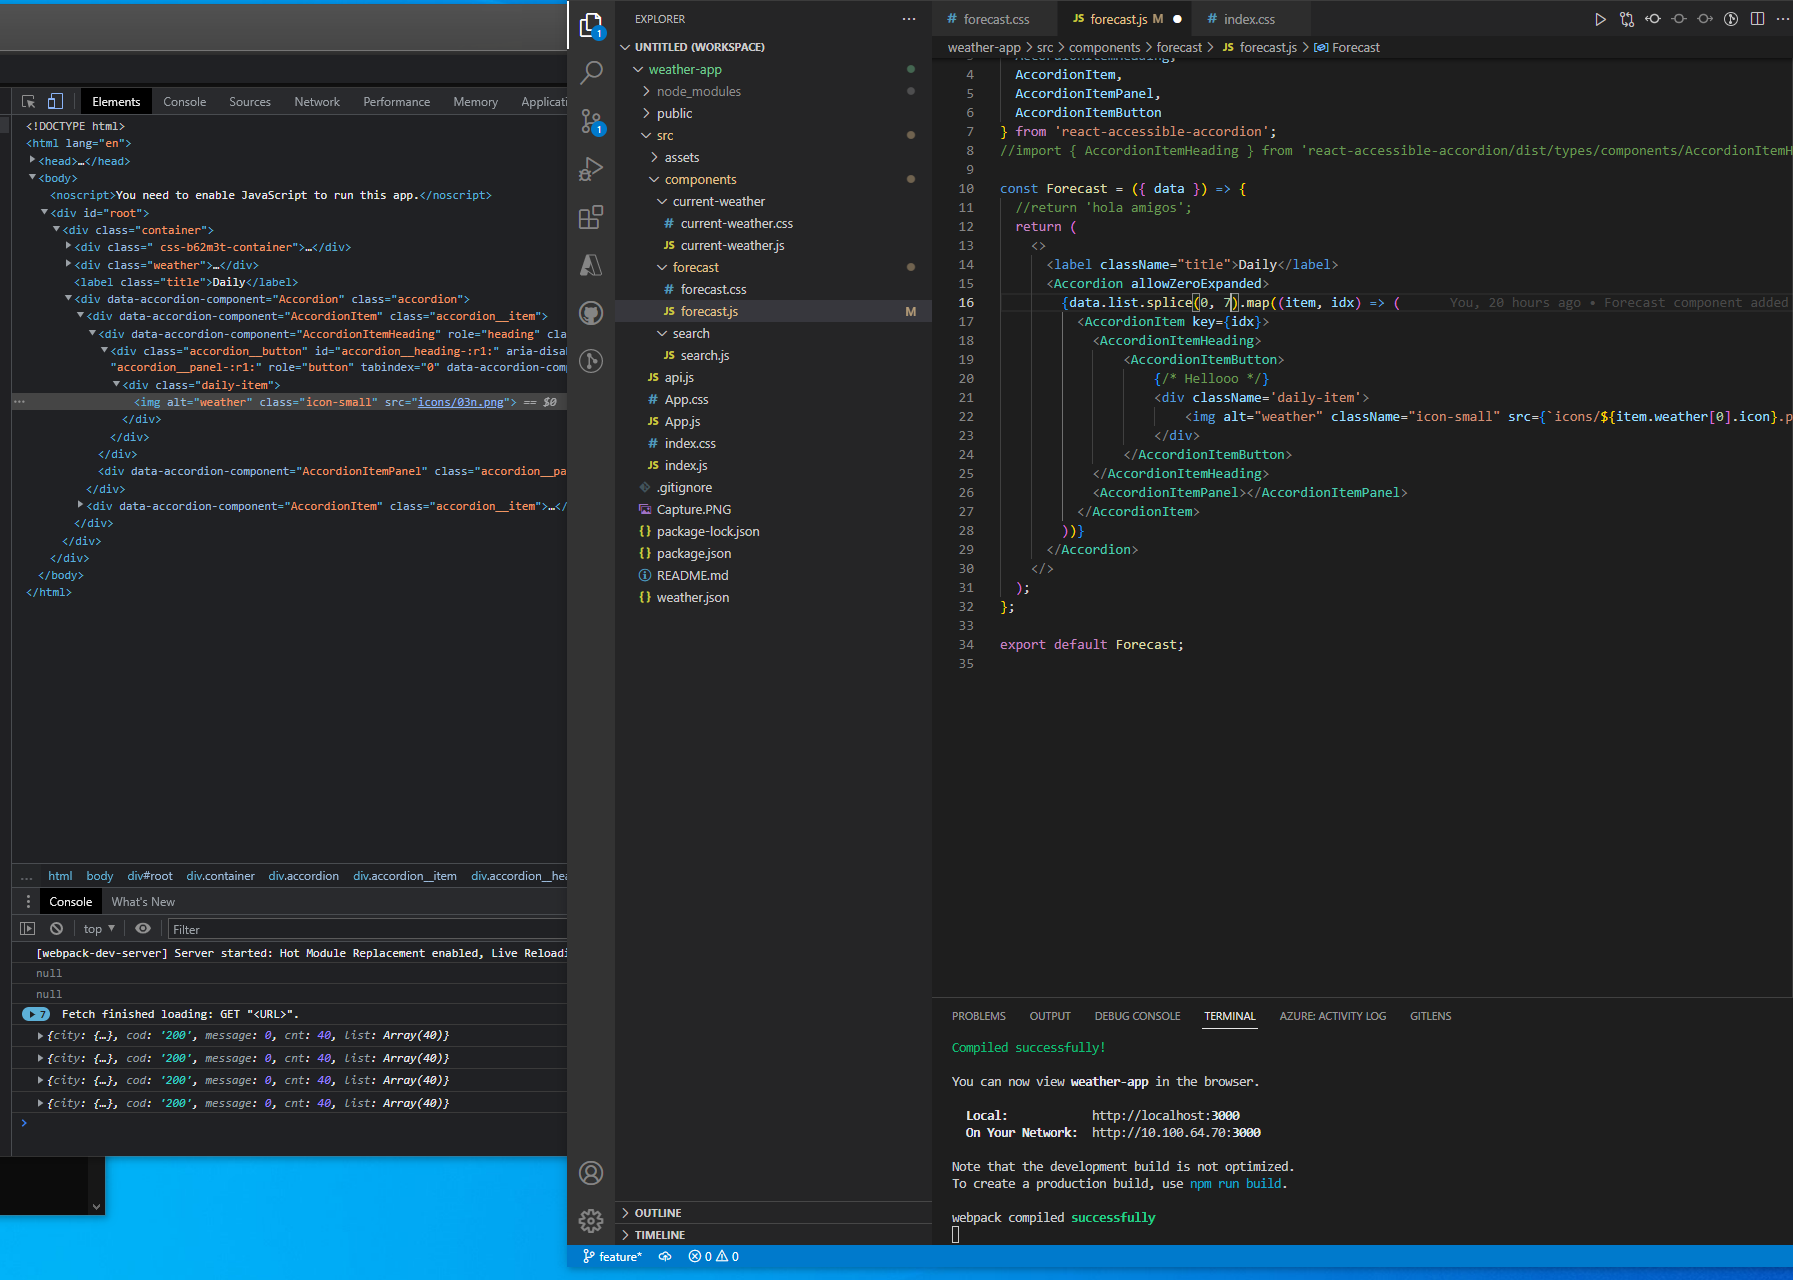 Elements Console Sources Network Performance Memory Applicati
<!DOCTYPE html>
<html lang="en">
<head>…</head>
<body>
<noscript>You need to enable JavaScript to run this app.</noscript>
<div id="root">
<div class="container">
<div class=" css-b62m3t-container">…</div>
<div class="weather">…</div>
<label class="title">Daily</label>
<div data-accordion-component="Accordion" class="accordion">
<div data-accordion-component="AccordionItem" class="accordion__item">
<div data-accordion-component="AccordionItemHeading" role="heading" cla
<div class="accordion__button" id="accordion__heading-:r1:" aria-disa
"accordion__panel-:r1:" role="button" tabindex="0" data-accordion-com
<div class="daily-item">
<img alt="weather" class="icon-small" src="icons/03n.png"> == $0
</div>
</div>
</div>
<div data-accordion-component="AccordionItemPanel" class="accordion__pa
</div>
<div data-accordion-component="AccordionItem" class="accordion__item">…</
</div>
</div>
</div>
</body>
</html>
... html body div#root div.container div.accordion div.accordion__item div.accordion__hea
Console What's New
top Filter
[webpack-dev-server] Server started: Hot Module Replacement enabled, Live Reloadi
null
null
7 Fetch finished loading: GET "<URL>".
{city: {…}, cod: '200', message: 0, cnt: 40, list: Array(40)}
{city: {…}, cod: '200', message: 0, cnt: 40, list: Array(40)}
{city: {…}, cod: '200', message: 0, cnt: 40, list: Array(40)}
{city: {…}, cod: '200', message: 0, cnt: 40, list: Array(40)}
1
1
EXPLORER
UNTITLED (WORKSPACE)
weather-app
node_modules
public
src
assets
components
current-weather
# current-weather.css
JS current-weather.js
forecast
# forecast.css
JS forecast.js M
search
JS search.js
JS api.js
# App.css
JS App.js
# index.css
JS index.js
.gitignore
Capture.PNG
{} package-lock.json
{} package.json
README.md
{} weather.json
OUTLINE
TIMELINE
# forecast.css JS forecast.js M # index.css
weather-app > src > components > forecast > JS forecast.js > Forecast
3 AccordionItemHeading,
4 AccordionItem,
5 AccordionItemPanel,
6 AccordionItemButton
7 } from 'react-accessible-accordion';
8 //import { AccordionItemHeading } from 'react-accessible-accordion/dist/types/components/AccordionItemH
9
10 const Forecast = ({ data }) => {
11 //return 'hola amigos';
12 return (
13 <>
14 <label className="title">Daily</label>
15 <Accordion allowZeroExpanded>
16 {data.list.splice(0, 7).map((item, idx) => ( You, 20 hours ago • Forecast component added
17 <AccordionItem key={idx}>
18 <AccordionItemHeading>
19 <AccordionItemButton>
20 {/* Hellooo */}
21 <div className='daily-item'>
22 <img alt="weather" className="icon-small" src={`icons/${item.weather[0].icon}.p
23 </div>
24 </AccordionItemButton>
25 </AccordionItemHeading>
26 <AccordionItemPanel></AccordionItemPanel>
27 </AccordionItem>
28 ))}
29 </Accordion>
30 </>
31 );
32 };
33
34 export default Forecast;
35
PROBLEMS OUTPUT DEBUG CONSOLE TERMINAL AZURE: ACTIVITY LOG GITLENS
Compiled successfully!
You can now view weather-app in the browser.
Local: http://localhost:3000
On Your Network: http://10.100.64.70:3000
Note that the development build is not optimized.
To create a production build, use npm run build.
webpack compiled successfully
feature* 0 0